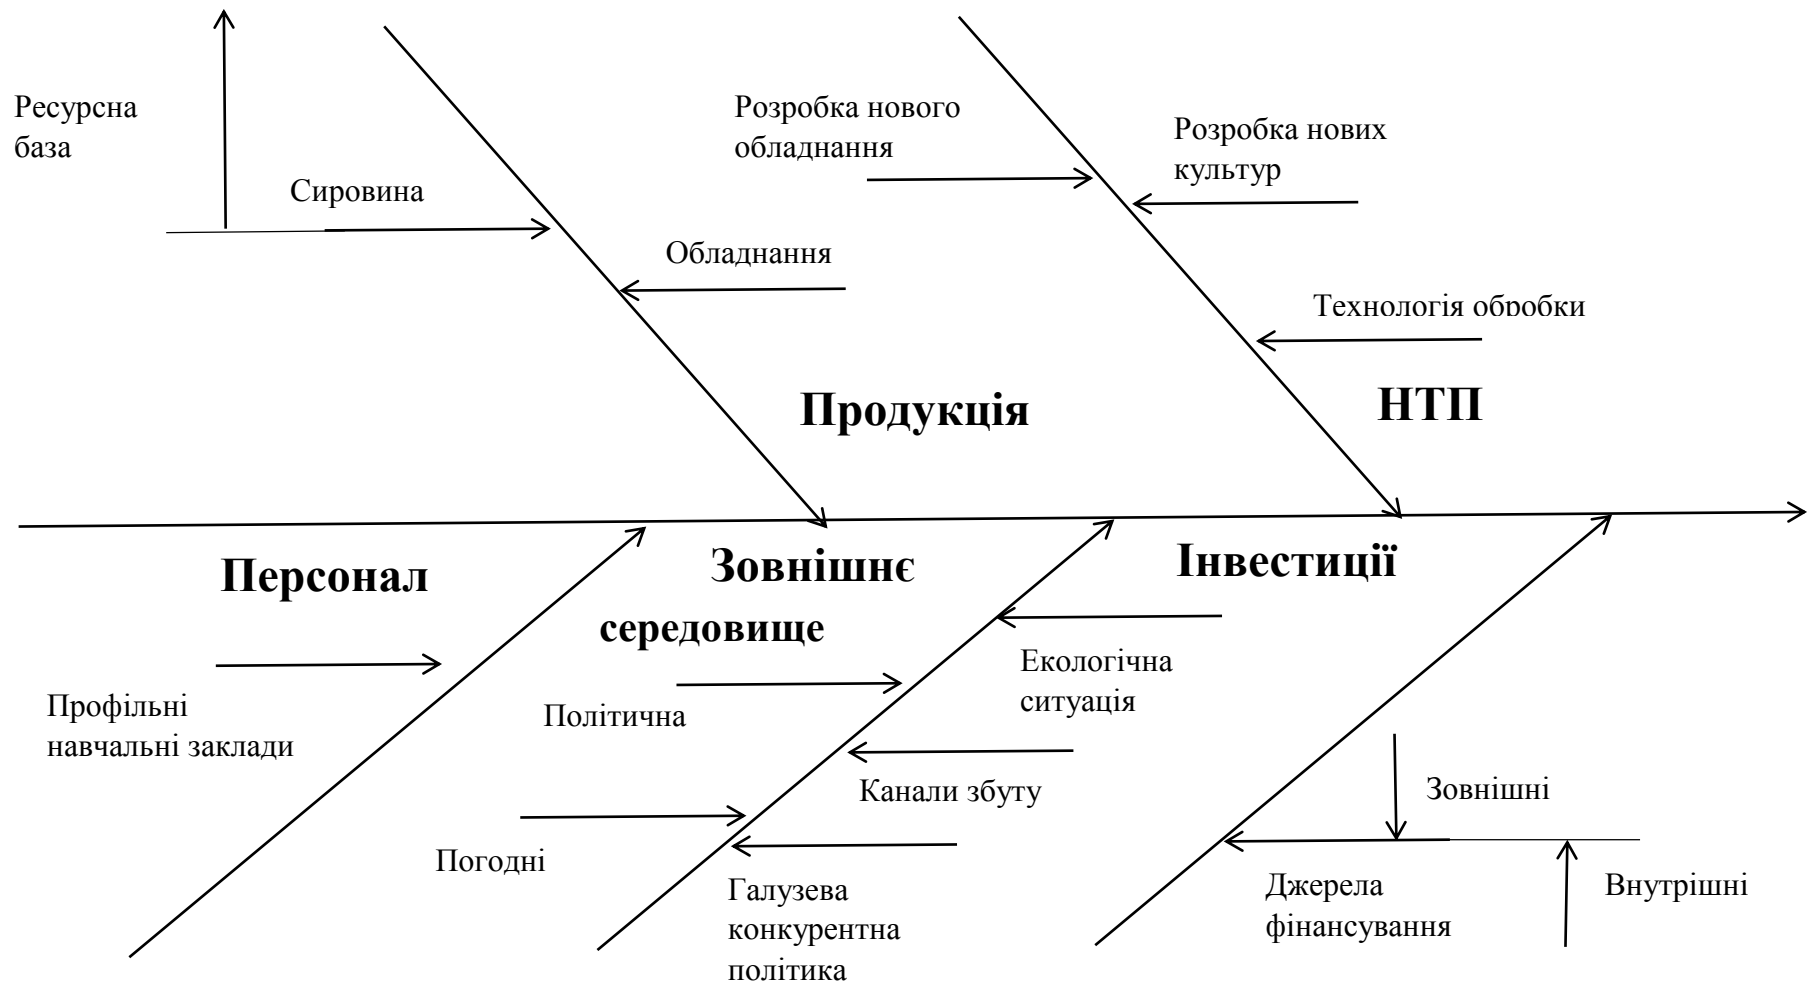 Ресурсна
база
Сировина
Обладнання
Розробка нового
обладнання
Розробка нових
культур
Технологія обробки
Продукція
НТП
Персонал
Зовнішнє
середовище
Інвестиції
Профільні
навчальні заклади
Політична
Екологічна
ситуація
Канали збуту
Погодні
Галузева
конкурентна
політика
Зовнішні
Джерела
фінансування
Внутрішні